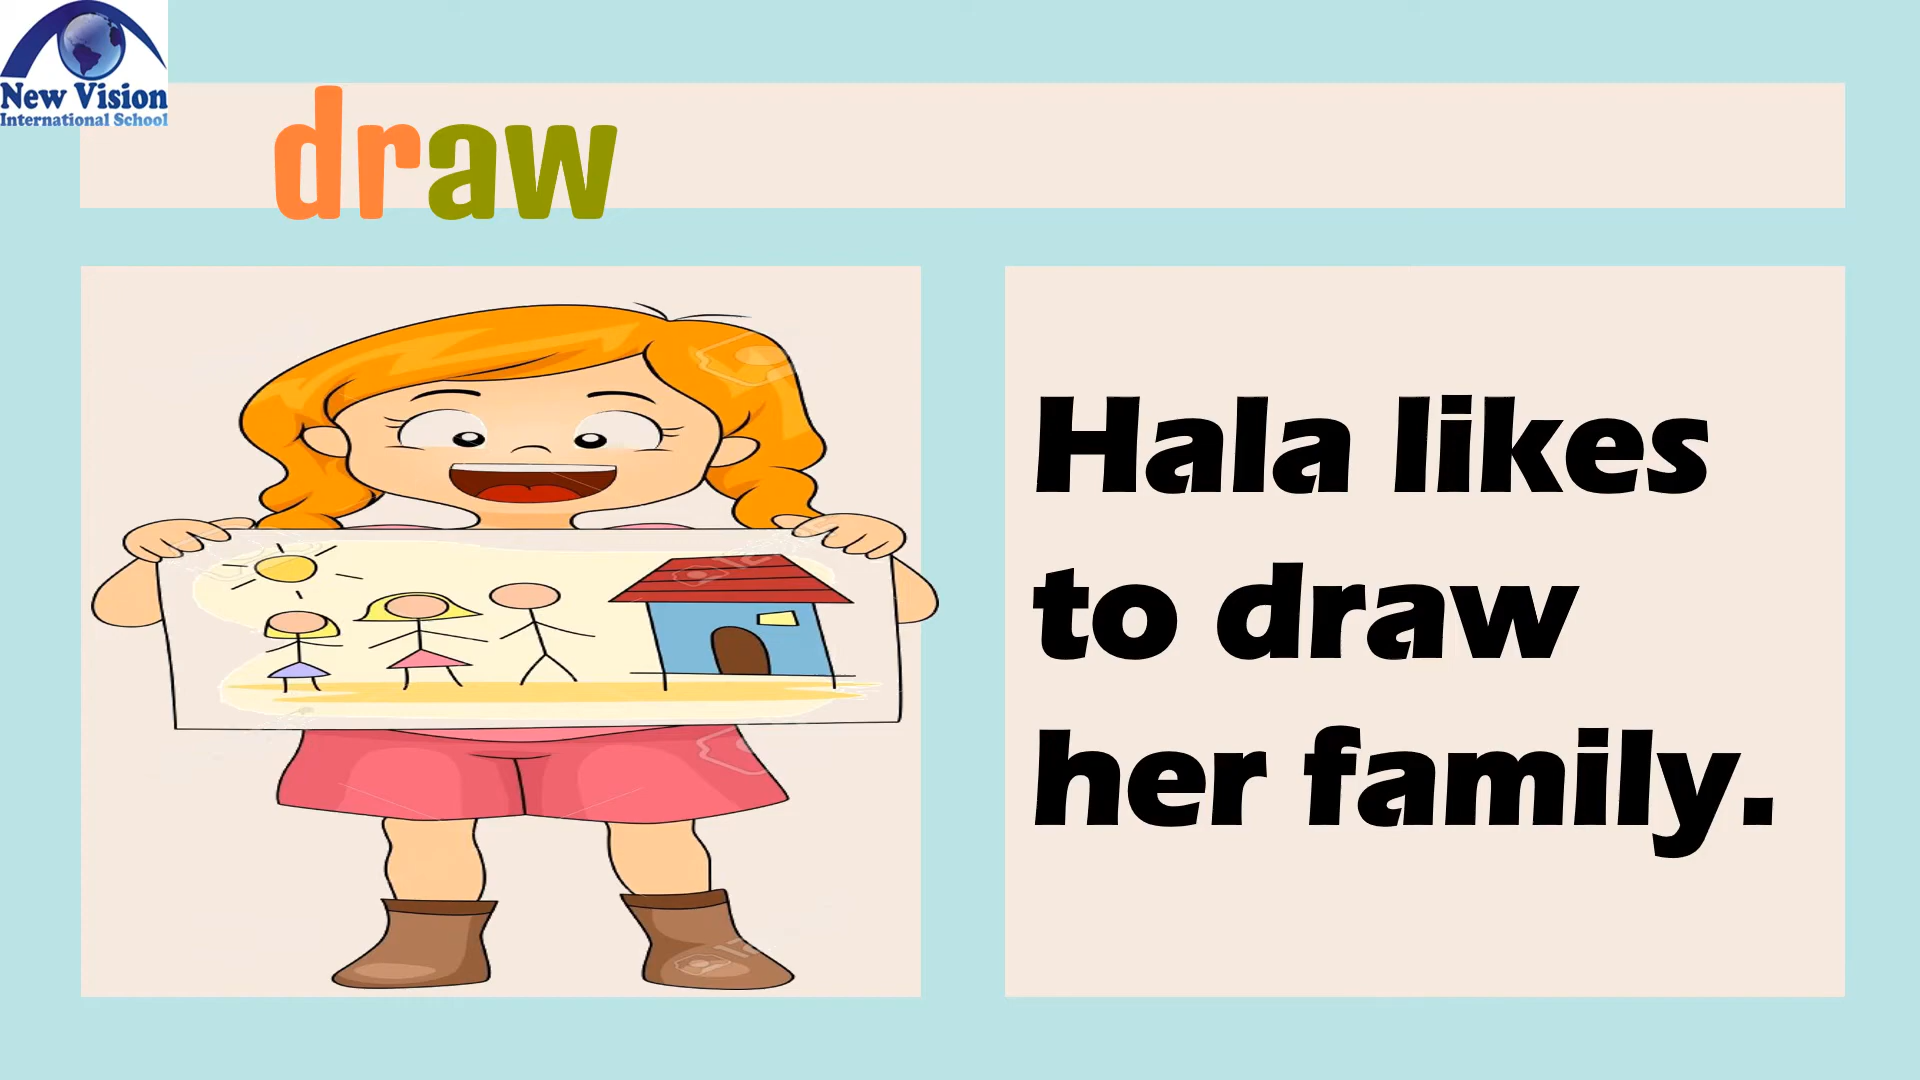 New Vision
International School
draw
Hala likes
to draw
her family.